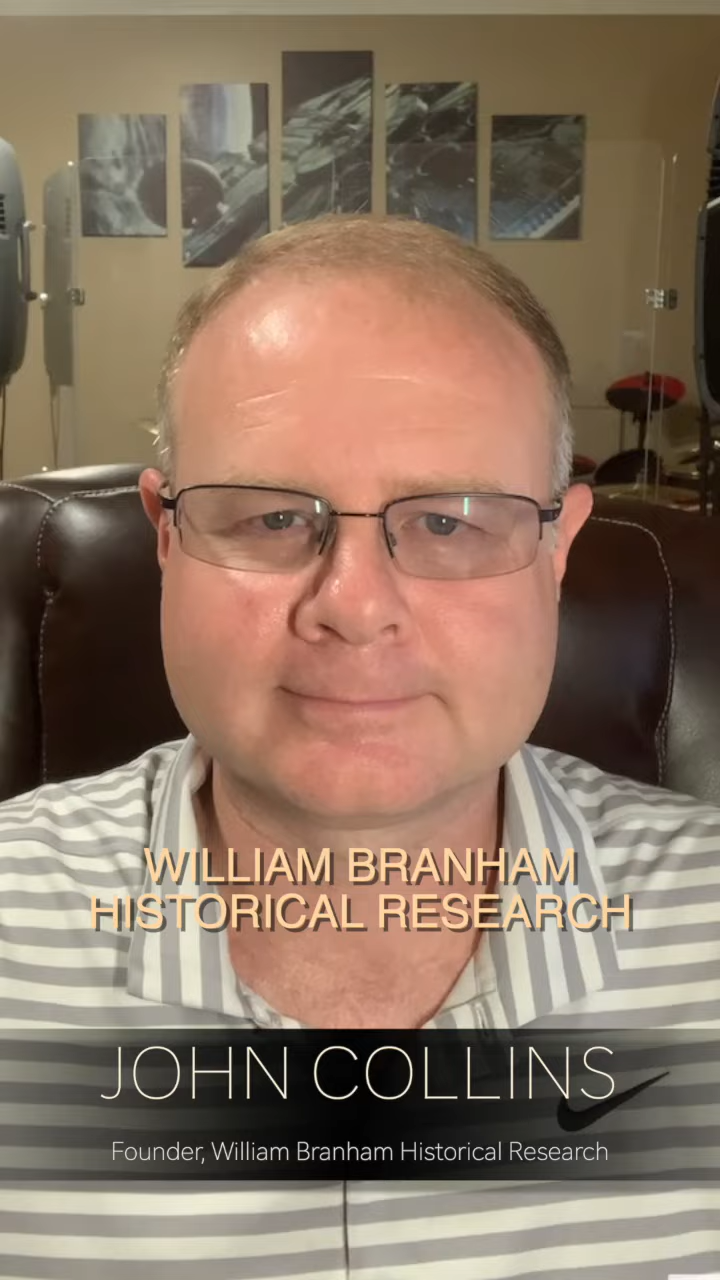 WILLIAM BRANHAM
HISTORICAL RESEARCH
JOHN COLLINS
Founder, William Branham Historical Research